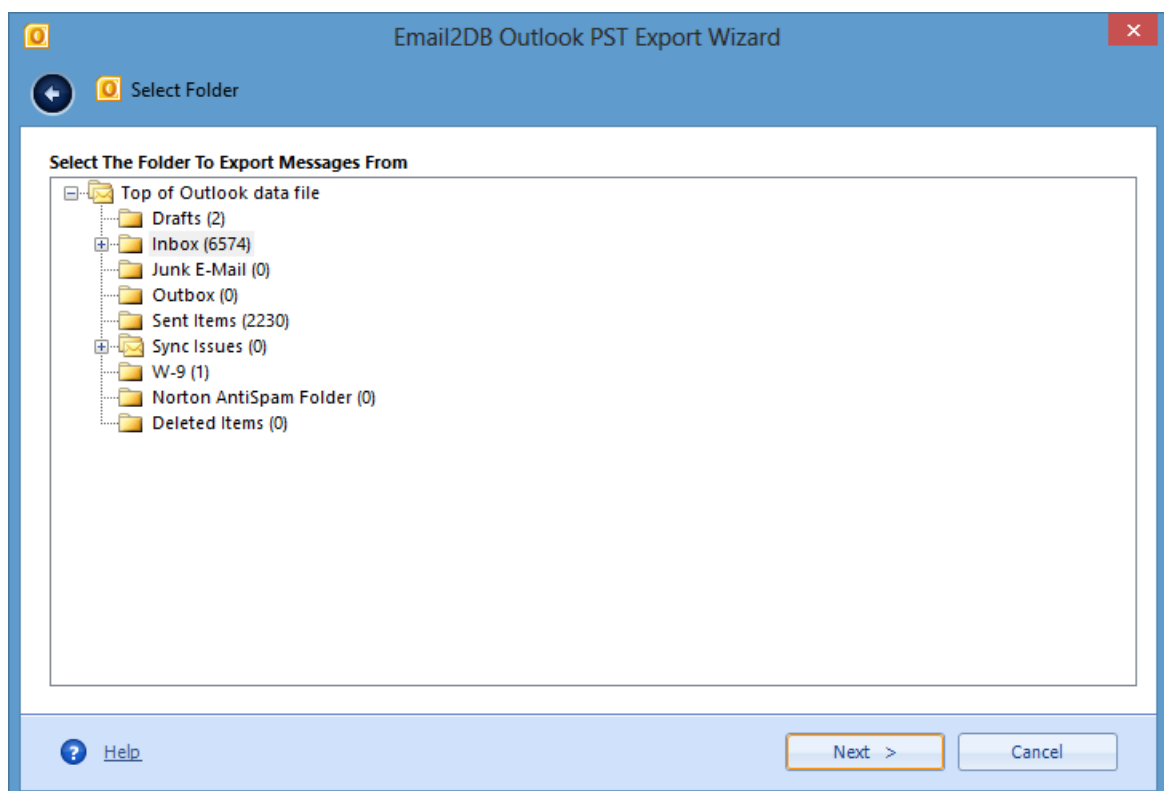 Email2DB Outlook PST Export Wizard
Select Folder
Select The Folder To Export Messages From
Top of Outlook data file
Drafts (2)
Inbox (6574)
Junk E-Mail (0)
Outbox (0)
Sent Items (2230)
Sync Issues (0)
W-9 (1)
Norton AntiSpam Folder (0)
Deleted Items (0)
Help
Next >
Cancel